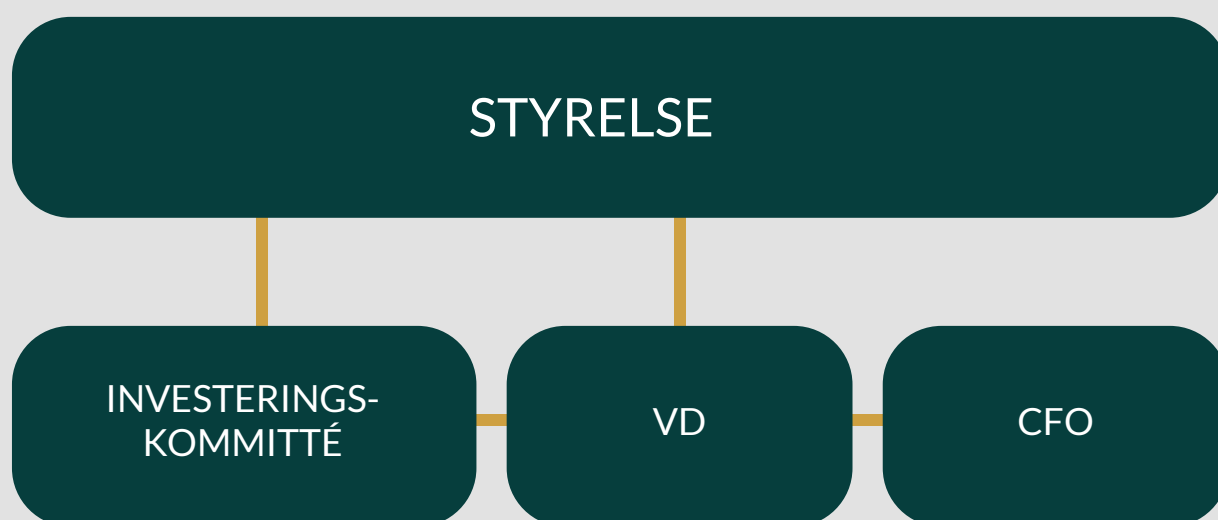 STYRELSE
INVESTERINGS-
KOMMITTÉ
VD
CFO